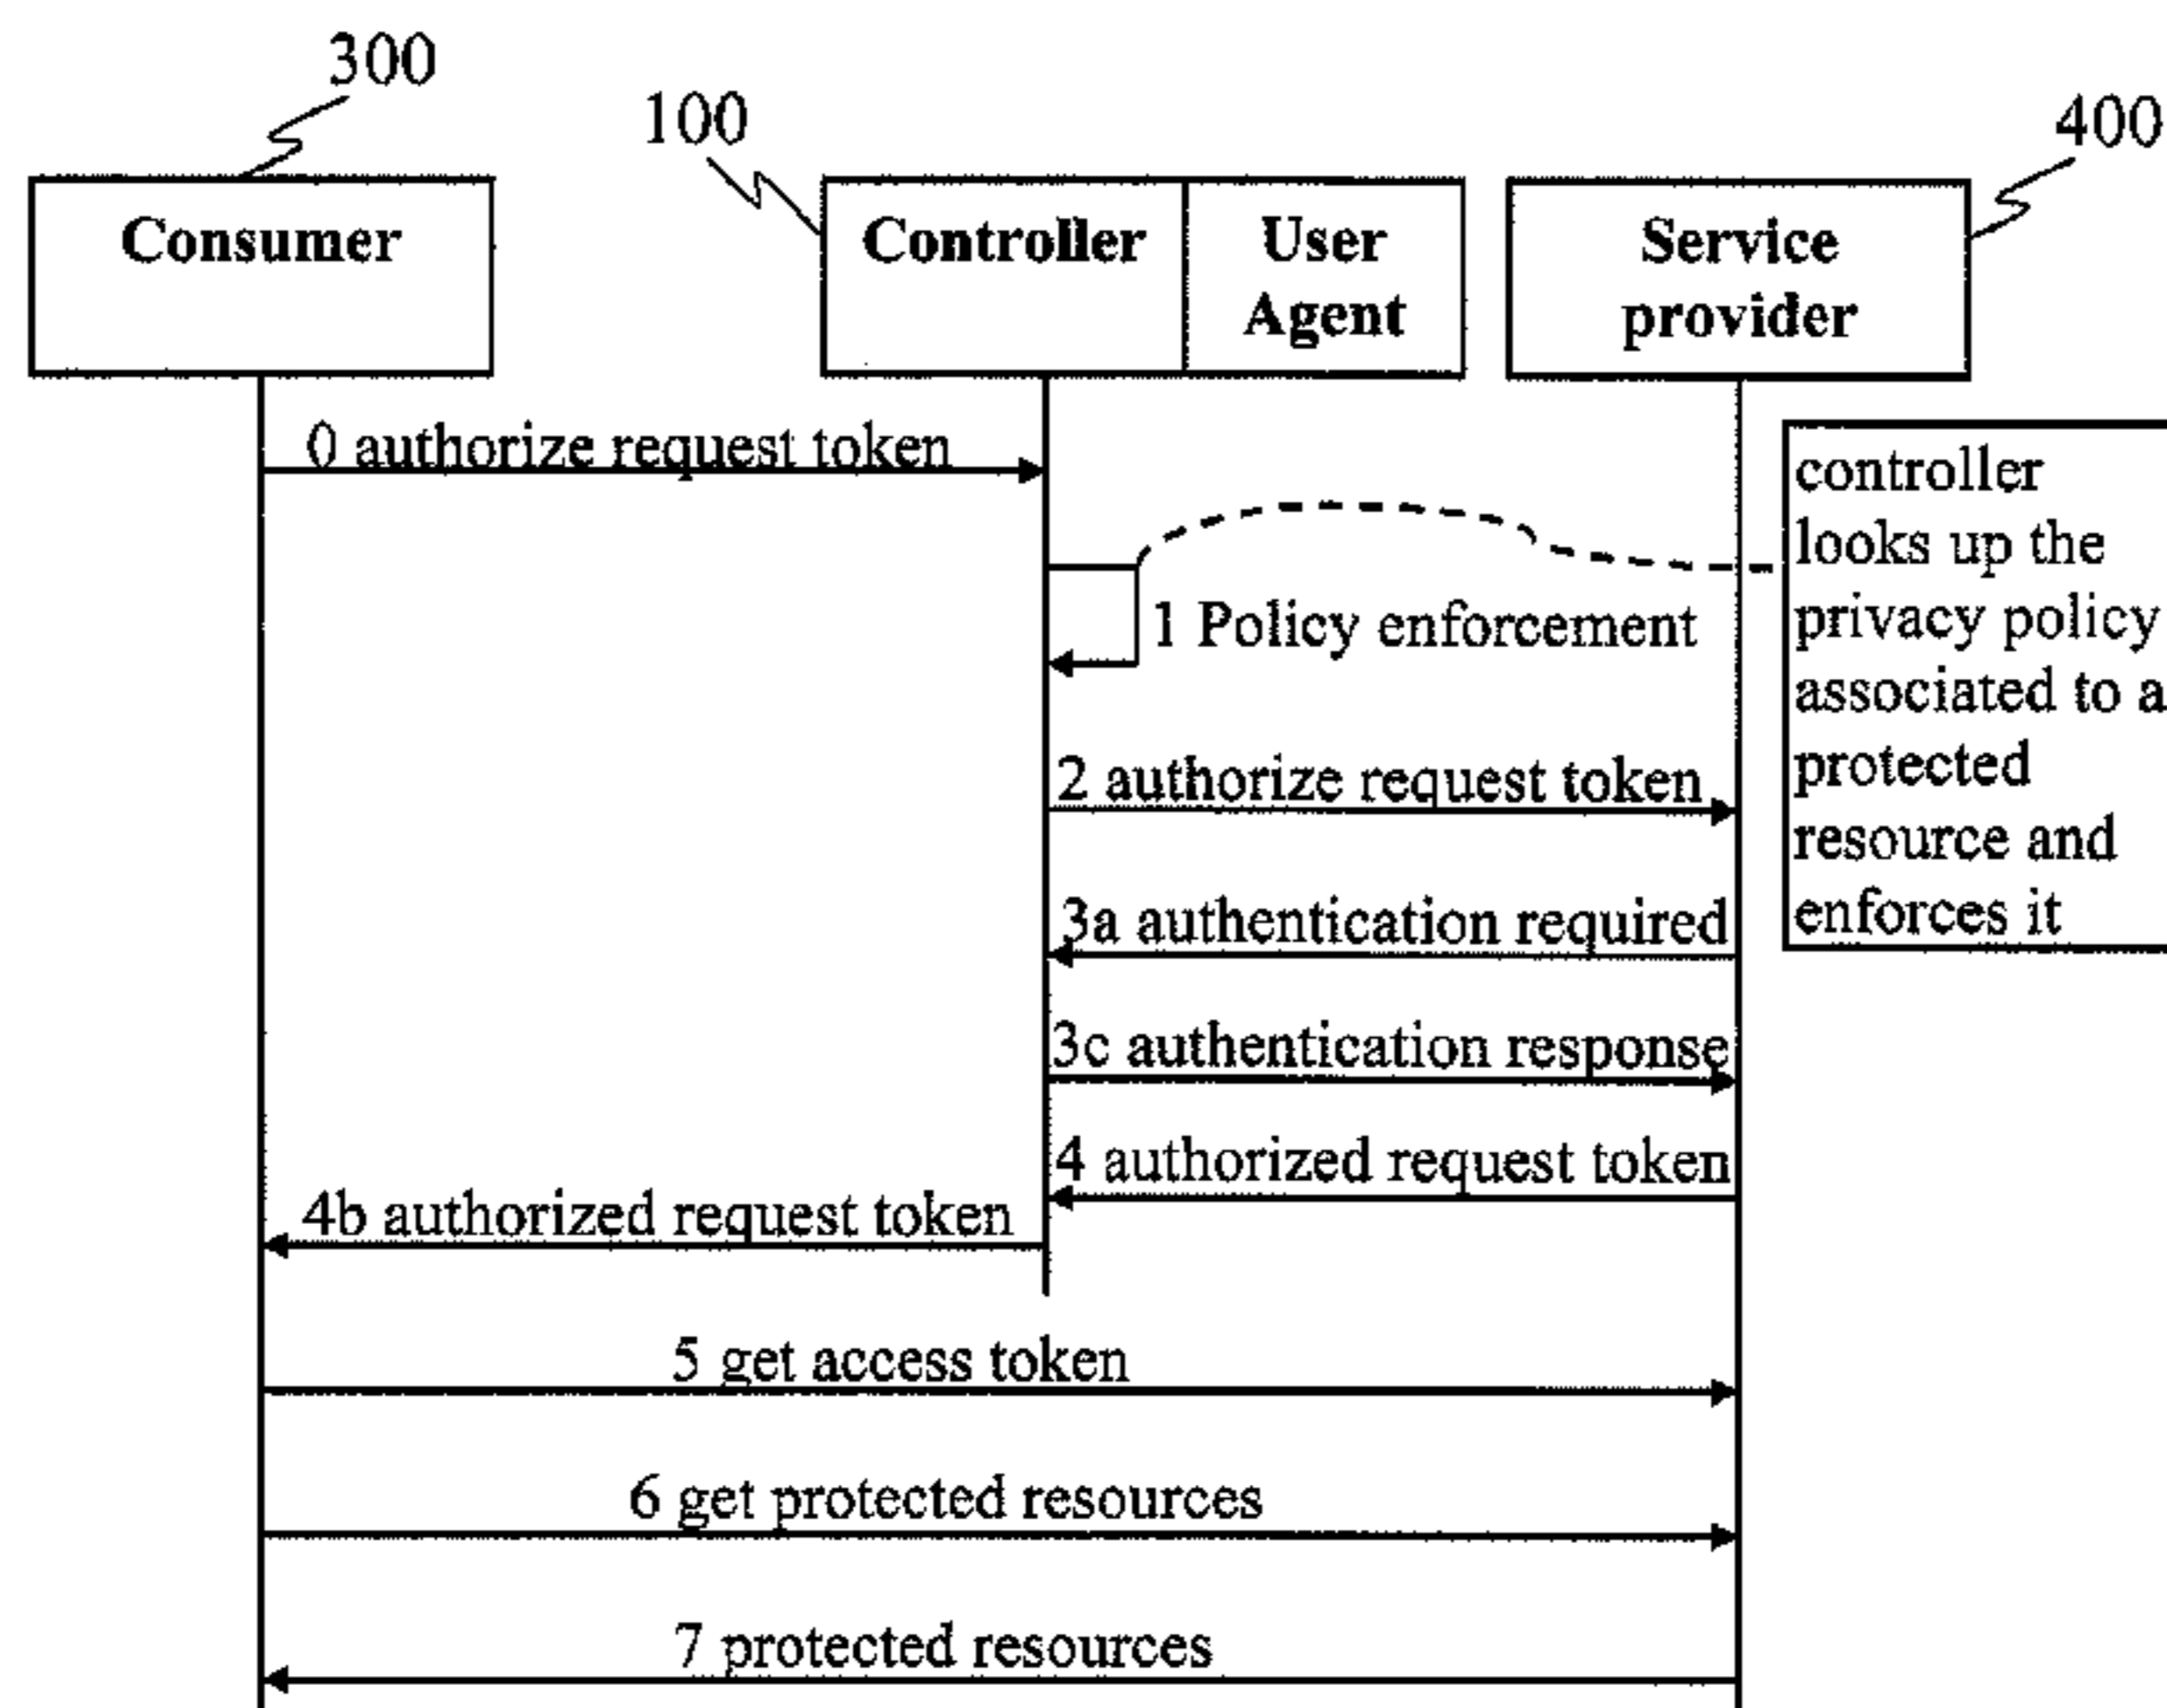 300
100
400
Consumer
Controller
User
Agent
Service
provider
0 authorize request token
controller
looks up the
privacy policy
associated to a
protected
resource and
enforces it
1 Policy enforcement
2 authorize request token
3a authentication required
3c authentication response
4 authorized request token
4b authorized request token
5 get access token
6 get protected resources
7 protected resources